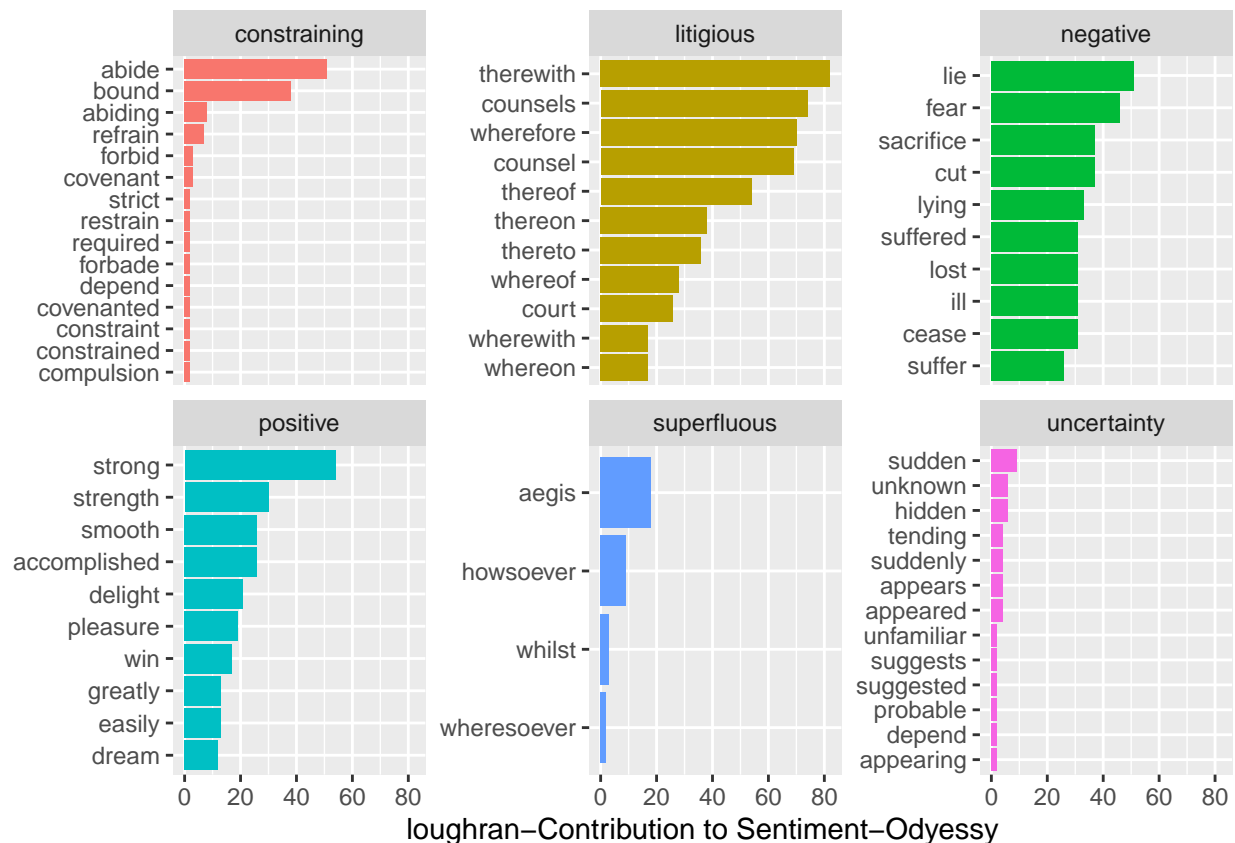 constraining
abide
bound
abiding
refrain
forbid
covenant
strict
restrain
required
forbade
depend
covenanted
constraint
constrained
compulsion
litigious
therewith
counsels
wherefore
counsel
thereof
thereon
thereto
whereof
court
wherewith
whereon
negative
lie
fear
sacrifice
cut
lying
suffered
lost
ill
cease
suffer
positive
strong
strength
smooth
accomplished
delight
pleasure
win
greatly
easily
dream
0 20 40 60 80
superfluous
aegis
howsoever
whilst
wheresoever
0 20 40 60 80
uncertainty
sudden
unknown
hidden
tending
suddenly
appears
appeared
unfamiliar
suggests
suggested
probable
depend
appearing
0 20 40 60 80
loughran−Contribution to Sentiment−Odyessy